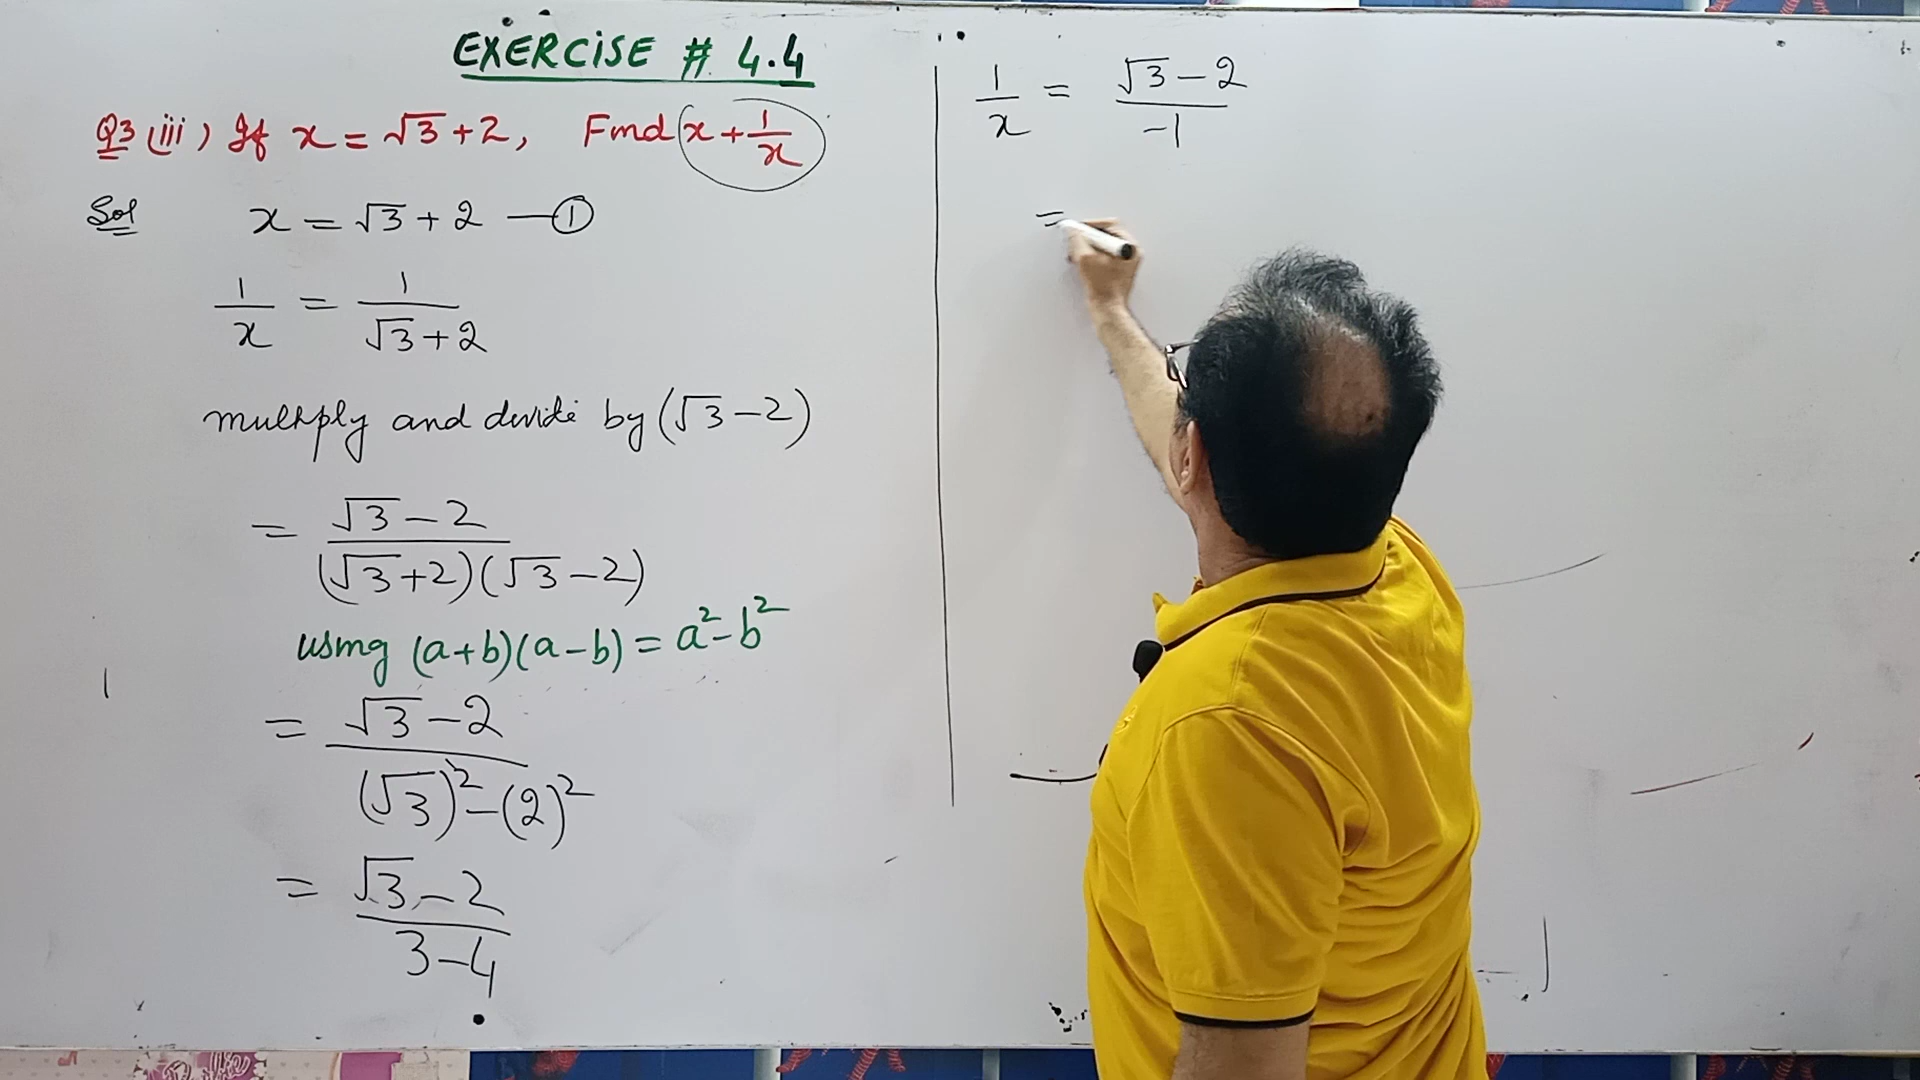 EXERCISE # 4.4
Q3 (iii) If x = √3 + 2, Find x + 1/x
Sol x = √3 + 2 — ①
1/x = 1/(√3 + 2)
multiply and divide by (√3 - 2)
= (√3 - 2)/((√3 + 2)(√3 - 2))
using (a+b)(a-b) = a² - b²
= (√3 - 2)/((√3)² - (2)²)
= (√3 - 2)/(3 - 4)
1/x = (√3 - 2)/(-1)
=